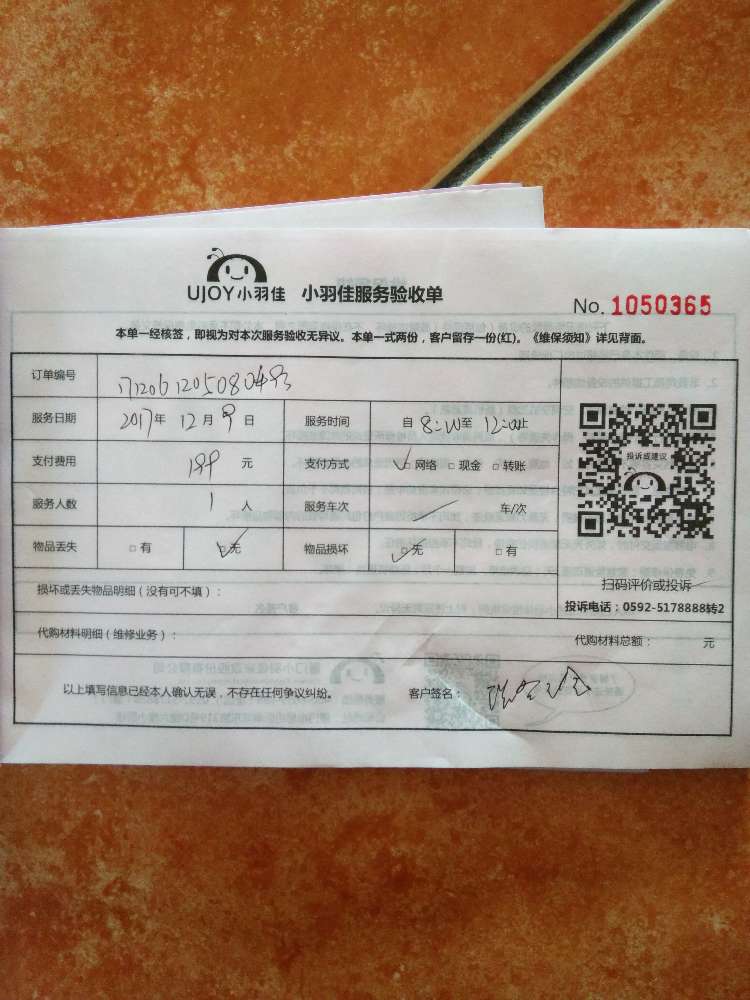 UJOY小羽佳 小羽佳服务验收单
No. 1050365
本单一经核签，即视为对本次服务验收无异议。本单一式两份，客户留存一份(红)。《维保须知》详见背面。
订单编号
服务日期 2017年 12月 9 日 服务时间 自 8:00至 12:00止
支付费用 199 元 支付方式 ✓□网络 □现金 □转账
服务人数 1 人 服务车次 / 车/次
物品丢失 □有 ✓□无 物品损坏 ✓□无 □有
投诉或建议
扫码评价或投诉
投诉电话：0592-5178888转2
损坏或丢失物品明细（没有可不填）：
代购材料明细（维修业务）： 代购材料总额： 元
以上填写信息已经本人确认无误，不存在任何争议纠纷。 客户签名：